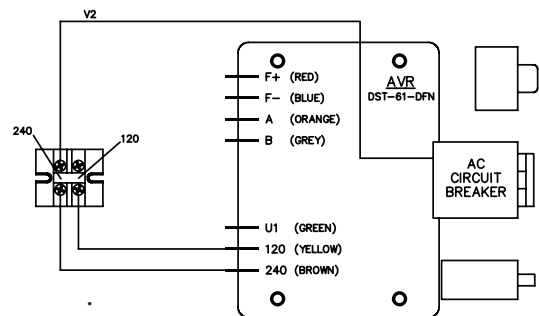 V2
F+ (RED)
F- (BLUE)
A (ORANGE)
B (GREY)
AVR
DST-61-DFN
240
120
AC
CIRCUIT
BREAKER
U1 (GREEN)
120 (YELLOW)
240 (BROWN)